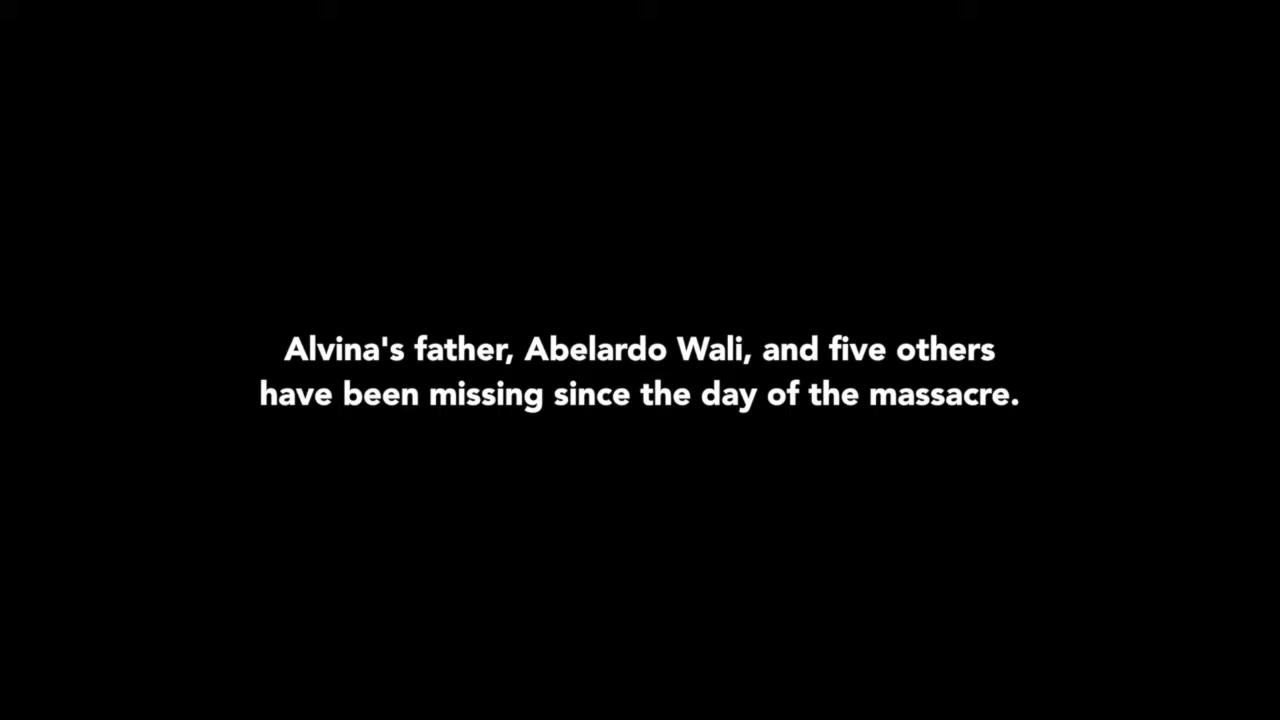 Alvina's father, Abelardo Wali, and five others
have been missing since the day of the massacre.